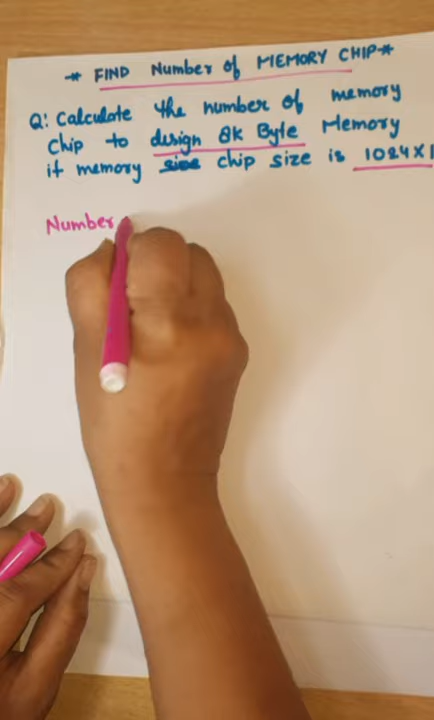 * FIND Number of MEMORY CHIP *
Q: Calculate the number of memory
Chip to design 8k Byte Memory
if memory chip size is 1024×1
Number